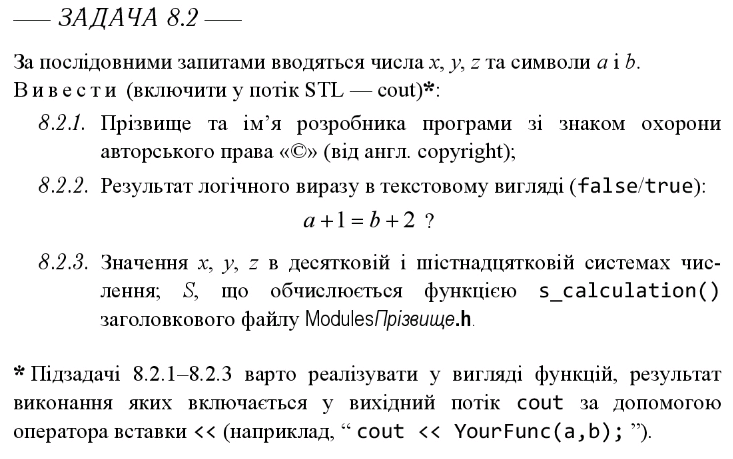 — ЗАДАЧА 8.2 —
За послідовними запитами вводяться числа x, y, z та символи a і b.
Вивести (включити у потік STL — cout)*:
8.2.1. Прізвище та ім’я розробника програми зі знаком охорони
авторського права «©» (від англ. copyright);
8.2.2. Результат логічного виразу в текстовому вигляді (false/true):
a + 1 = b + 2 ?
8.2.3. Значення x, y, z в десятковій і шістнадцятковій системах чис-
лення; S, що обчислюється функцією s_calculation()
заголовкового файлу ModulesПрізвище.h.
* Підзадачі 8.2.1–8.2.3 варто реалізувати у вигляді функцій, результат
виконання яких включається у вихідний потік cout за допомогою
оператора вставки << (наприклад, “ cout << YourFunc(a,b); ”).